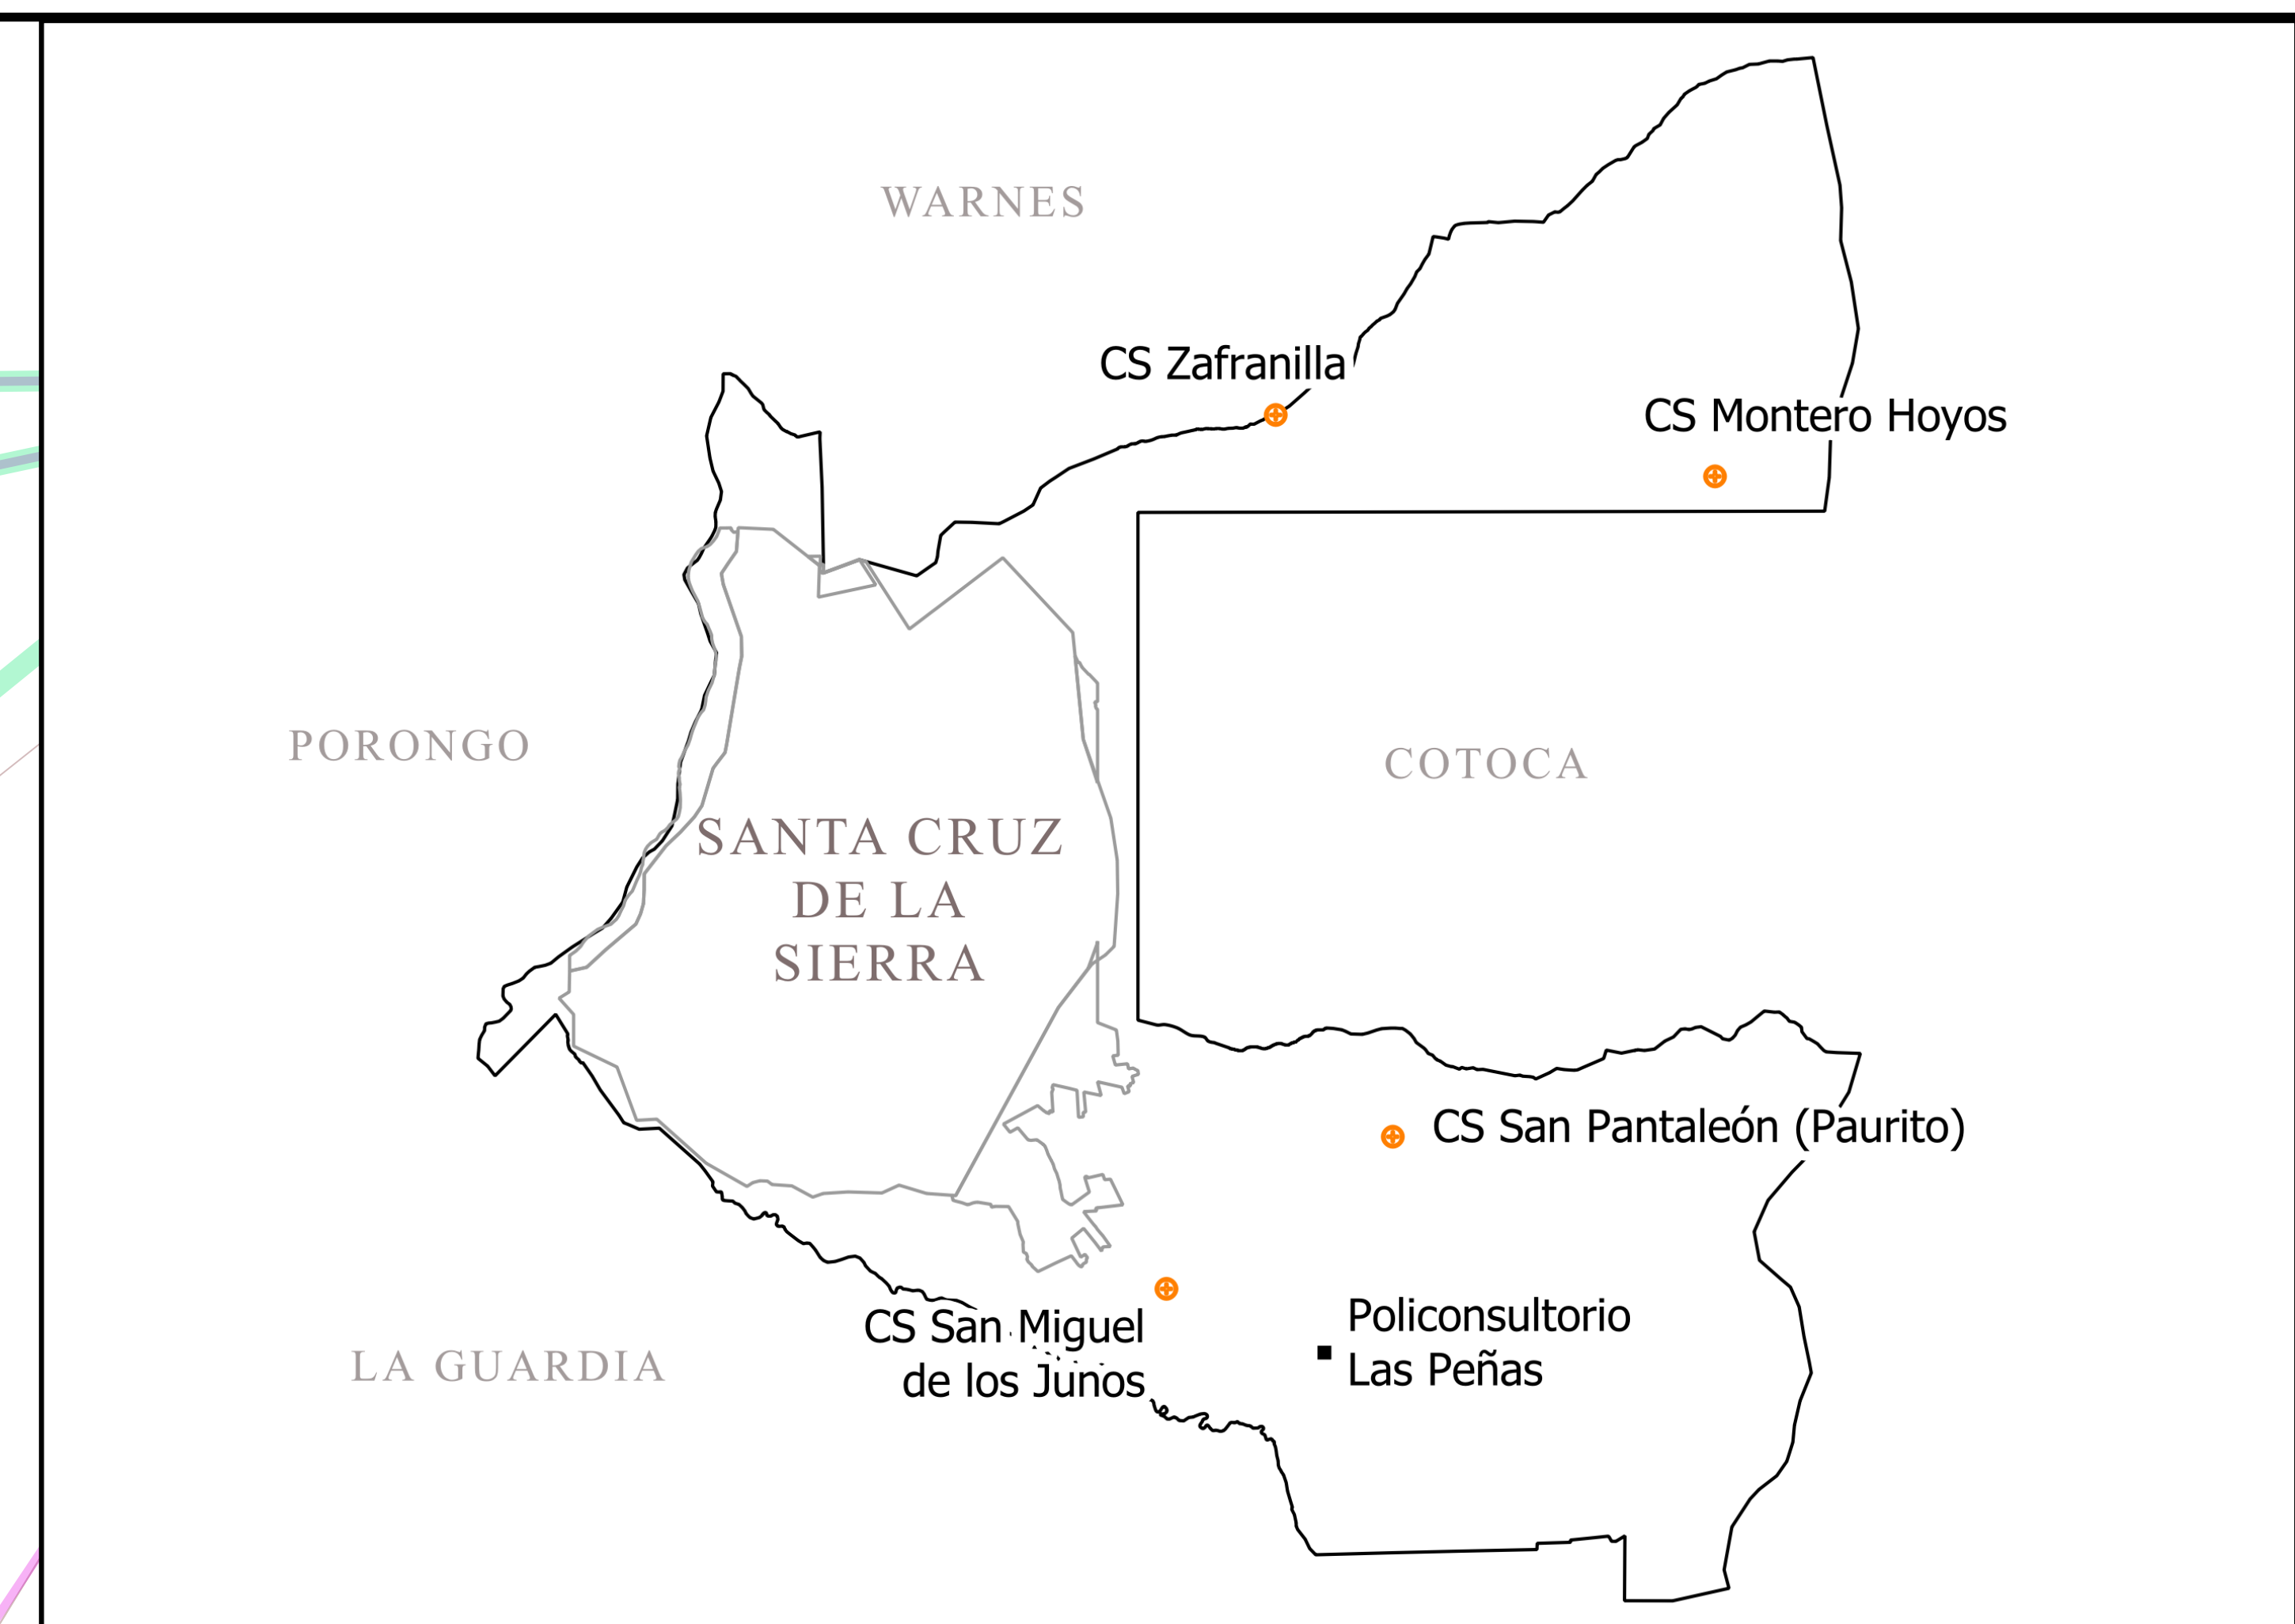 WARNES
CS Zafranilla
CS Montero Hoyos
PORONGO
COTOCA
SANTA CRUZ
DE LA
SIERRA
CS San Pantaleón (Paurito)
CS San Miguel
de los Junos
Policonsultorio
Las Peñas
LA GUARDIA